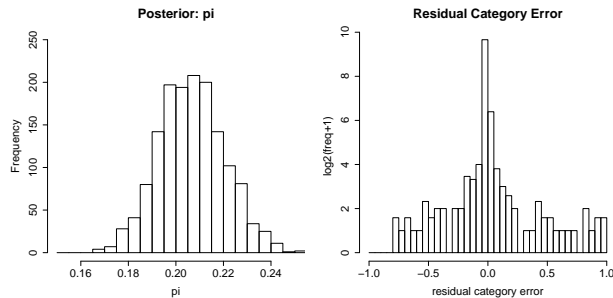 Posterior: pi
Frequency
0 50 100 150 200 250
0.16 0.18 0.20 0.22 0.24
pi
Residual Category Error
log2(freq+1)
0 2 4 6 8 10
−1.0 −0.5 0.0 0.5 1.0
residual category error